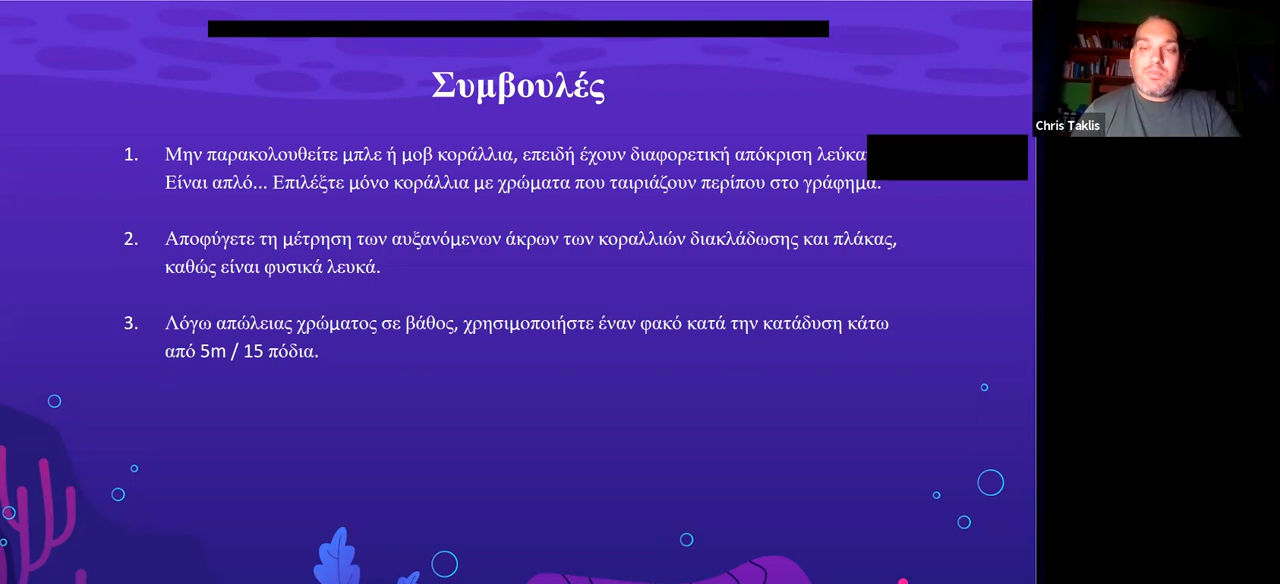 Συμβουλές
Chris Taklis
1. Μην παρακολουθείτε μπλε ή μοβ κοράλλια, επειδή έχουν διαφορετική απόκριση
Είναι απλό... Επιλέξτε μόνο κοράλλια με χρώματα που ταιριάζουν περίπου στο γράφημα.
2. Αποφύγετε τη μέτρηση των αυξανόμενων άκρων των κοραλλιών διακλάδωσης και πλάκας,
καθώς είναι φυσικά λευκά.
3. Λόγω απώλειας χρώματος σε βάθος, χρησιμοποιήστε έναν φακό κατά την κατάδυση κάτω
από 5m / 15 πόδια.